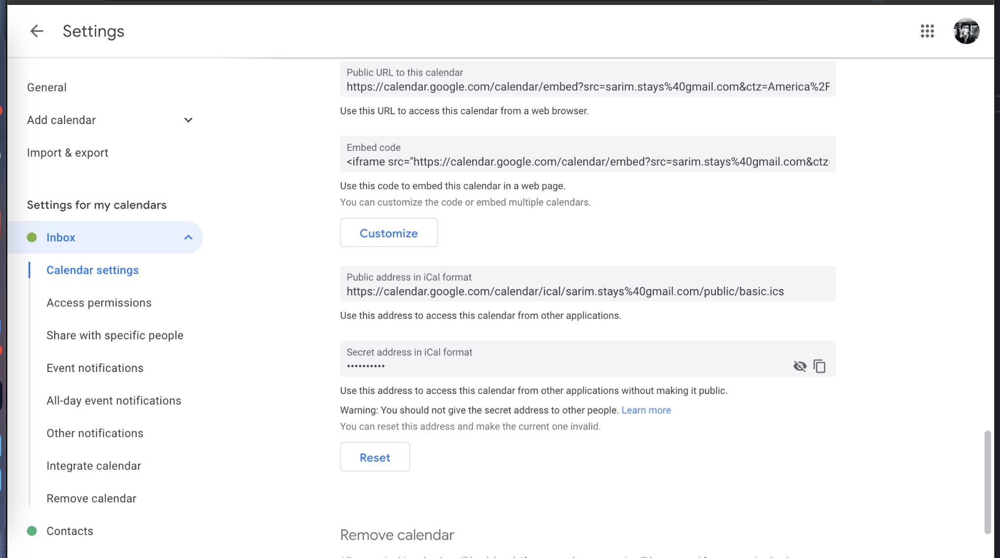 Settings
General
Add calendar
Import & export
Settings for my calendars
Inbox
Calendar settings
Access permissions
Share with specific people
Event notifications
All-day event notifications
Other notifications
Integrate calendar
Remove calendar
Contacts
Public URL to this calendar
https://calendar.google.com/calendar/embed?src=sarim.stays%40gmail.com&ctz=America%2F
Use this URL to access this calendar from a web browser.
Embed code
<iframe src="https://calendar.google.com/calendar/embed?src=sarim.stays%40gmail.com&ctz=
Use this code to embed this calendar in a web page.
You can customize the code or embed multiple calendars.
Customize
Public address in iCal format
https://calendar.google.com/calendar/ical/sarim.stays%40gmail.com/public/basic.ics
Use this address to access this calendar from other applications.
Secret address in iCal format
••••••••••
Use this address to access this calendar from other applications without making it public.
Warning: You should not give the secret address to other people. Learn more
You can reset this address and make the current one invalid.
Reset
Remove calendar